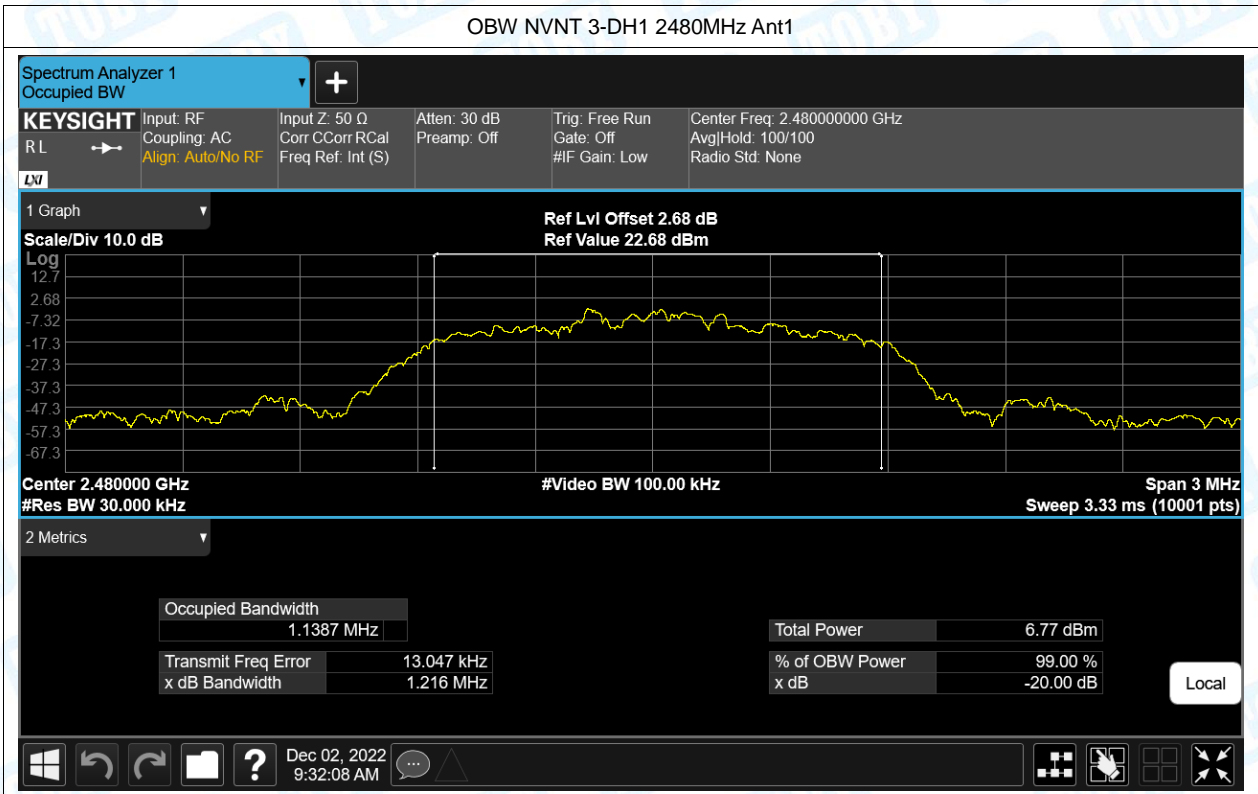 OBW NVNT 3-DH1 2480MHz Ant1
Spectrum Analyzer 1
Occupied BW
KEYSIGHT
R L
LXI
Input: RF
Coupling: AC
Align: Auto/No RF
Input Z: 50 Ω
Corr CCorr RCal
Freq Ref: Int (S)
Atten: 30 dB
Preamp: Off
Trig: Free Run
Gate: Off
#IF Gain: Low
Center Freq: 2.480000000 GHz
Avg|Hold: 100/100
Radio Std: None
1 Graph
Scale/Div 10.0 dB
Ref Lvl Offset 2.68 dB
Ref Value 22.68 dBm
Log
12.7
2.68
-7.32
-17.3
-27.3
-37.3
-47.3
-57.3
-67.3
Center 2.480000 GHz
#Video BW 100.00 kHz
Span 3 MHz
#Res BW 30.000 kHz
Sweep 3.33 ms (10001 pts)
2 Metrics
Occupied Bandwidth
1.1387 MHz
Total Power 6.77 dBm
Transmit Freq Error 13.047 kHz
% of OBW Power 99.00 %
x dB Bandwidth 1.216 MHz
x dB -20.00 dB
Local
?
Dec 02, 2022
9:32:08 AM